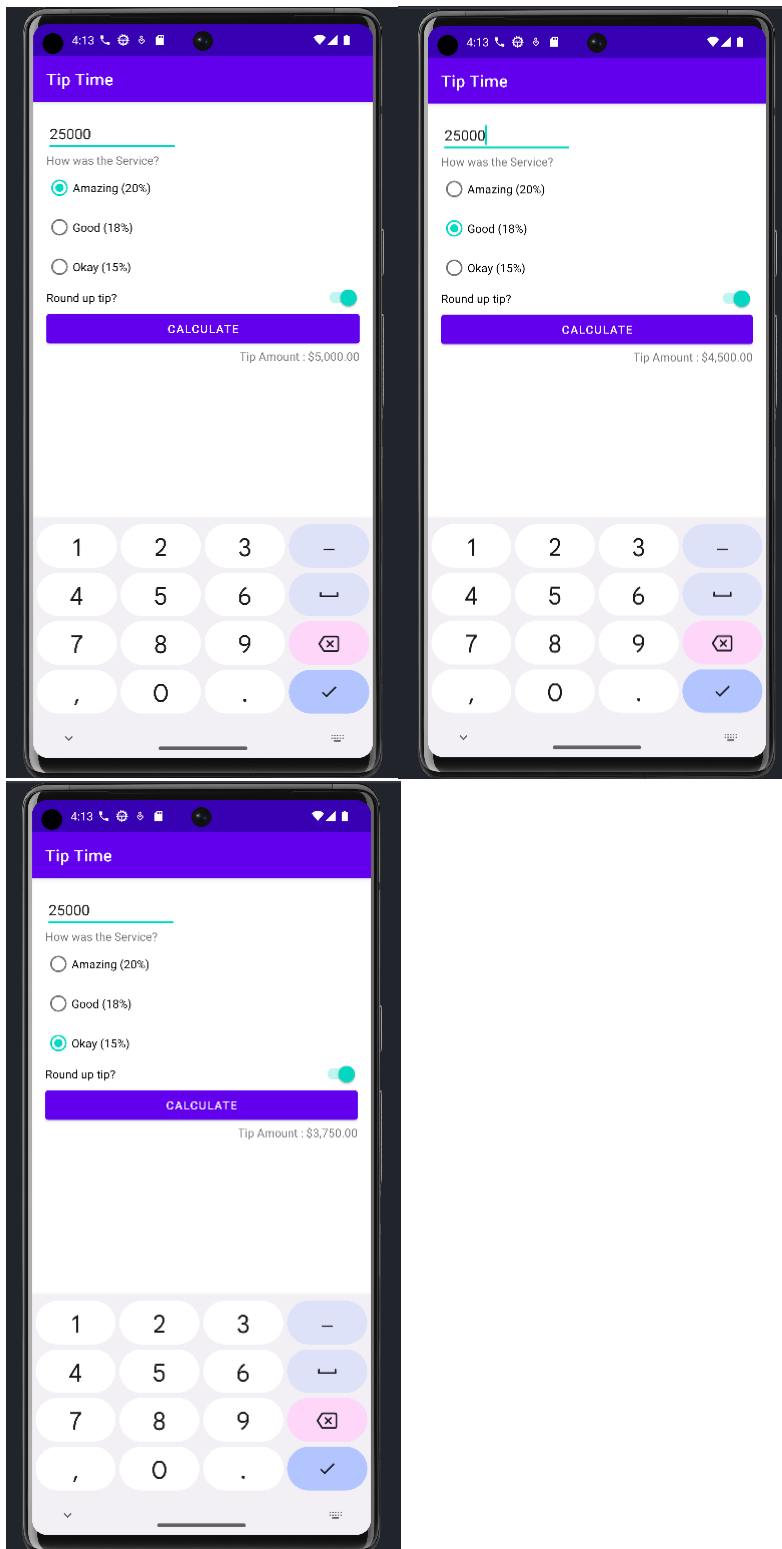 4:13
Tip Time
25000
How was the Service?
Amazing (20%)
Good (18%)
Okay (15%)
Round up tip?
CALCULATE
Tip Amount : $5,000.00
1 2 3 –
4 5 6
7 8 9
, 0 .
4:13
Tip Time
25000
How was the Service?
Amazing (20%)
Good (18%)
Okay (15%)
Round up tip?
CALCULATE
Tip Amount : $4,500.00
1 2 3 –
4 5 6
7 8 9
, 0 .
4:13
Tip Time
25000
How was the Service?
Amazing (20%)
Good (18%)
Okay (15%)
Round up tip?
CALCULATE
Tip Amount : $3,750.00
1 2 3 –
4 5 6
7 8 9
, 0 .